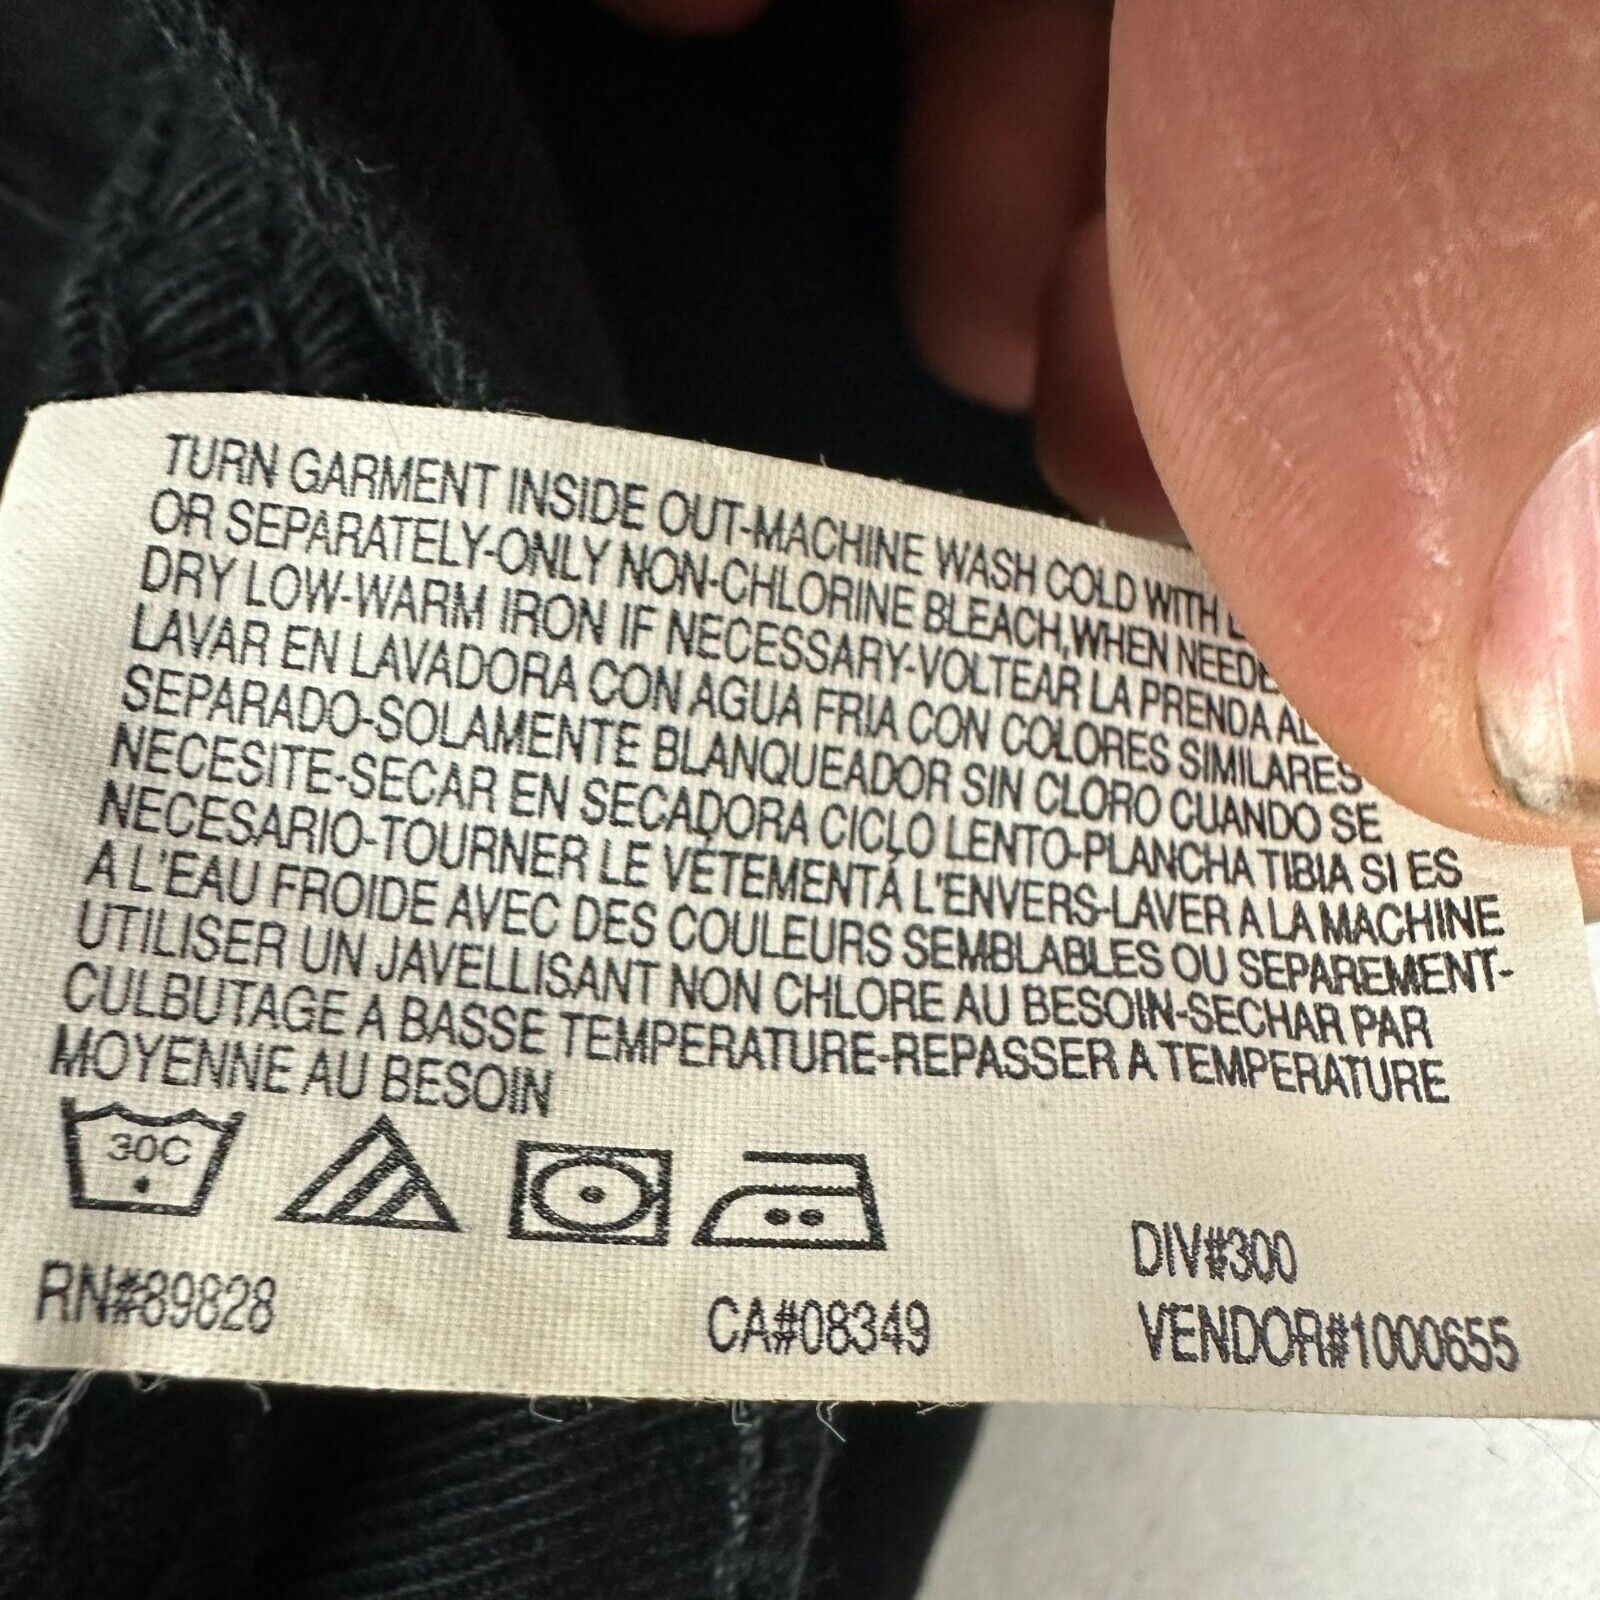 TURN GARMENT INSIDE OUT-MACHINE WASH COLD WITH
OR SEPARATELY-ONLY NON-CHLORINE BLEACH,WHEN
DRY LOW-WARM IRON IF NECESSARY-VOLTEAR LA PRENDA AL
LAVAR EN LAVADORA CON AGUA FRIA CON COLORES SIMILARES
SEPARADO-SOLAMENTE BLANQUEADOR SIN CLORO CUANDO SE
NECESITE-SECAR EN SECADORA CICLO LENTO-PLANCHA TIBIA SI ES
NECESARIO-TOURNER LE VÉTEMENTÁ L'ENVERS-LAVER A LA MACHINE
A L'EAU FROIDE AVEC DES COULEURS SEMBLABLES OU SEPAREMENT-
UTILISER UN JAVELLISANT NON CHLORE AU BESOIN-SECHAR PAR
CULBUTAGE A BASSE TEMPERATURE-REPASSER A TEMPERATURE
MOYENNE AU BESOIN
30C
RN#89828
CA#08349
DIV#300
VENDOR#1000655